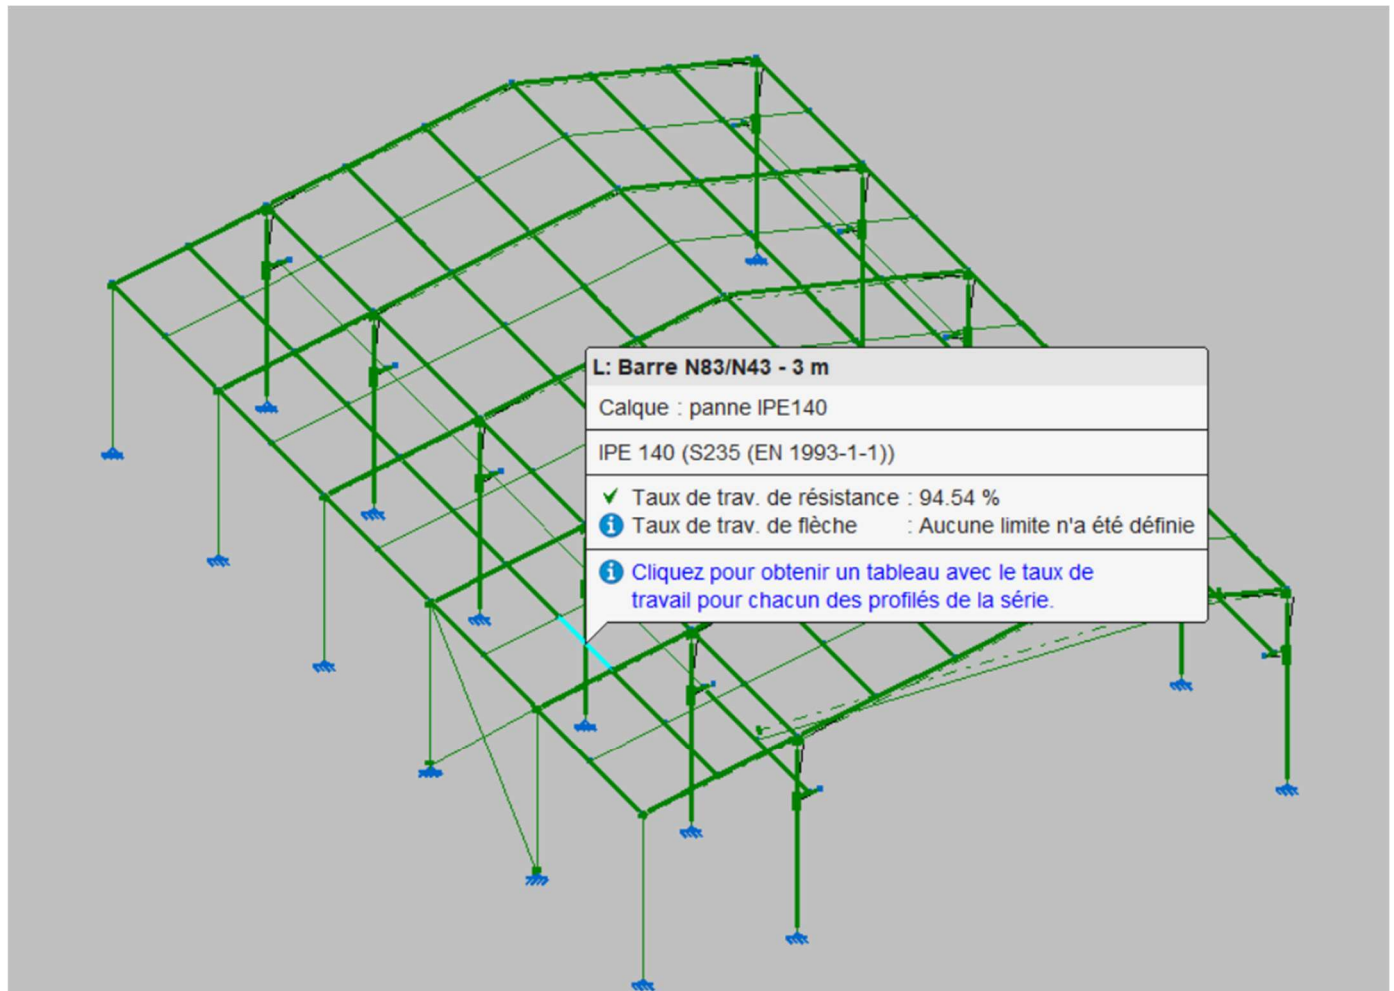 L: Barre N83/N43 - 3 m
Calque : panne IPE140
IPE 140 (S235 (EN 1993-1-1))
Taux de trav. de résistance : 94.54 %
Taux de trav. de flèche : Aucune limite n'a été définie
Cliquez pour obtenir un tableau avec le taux de
travail pour chacun des profilés de la série.